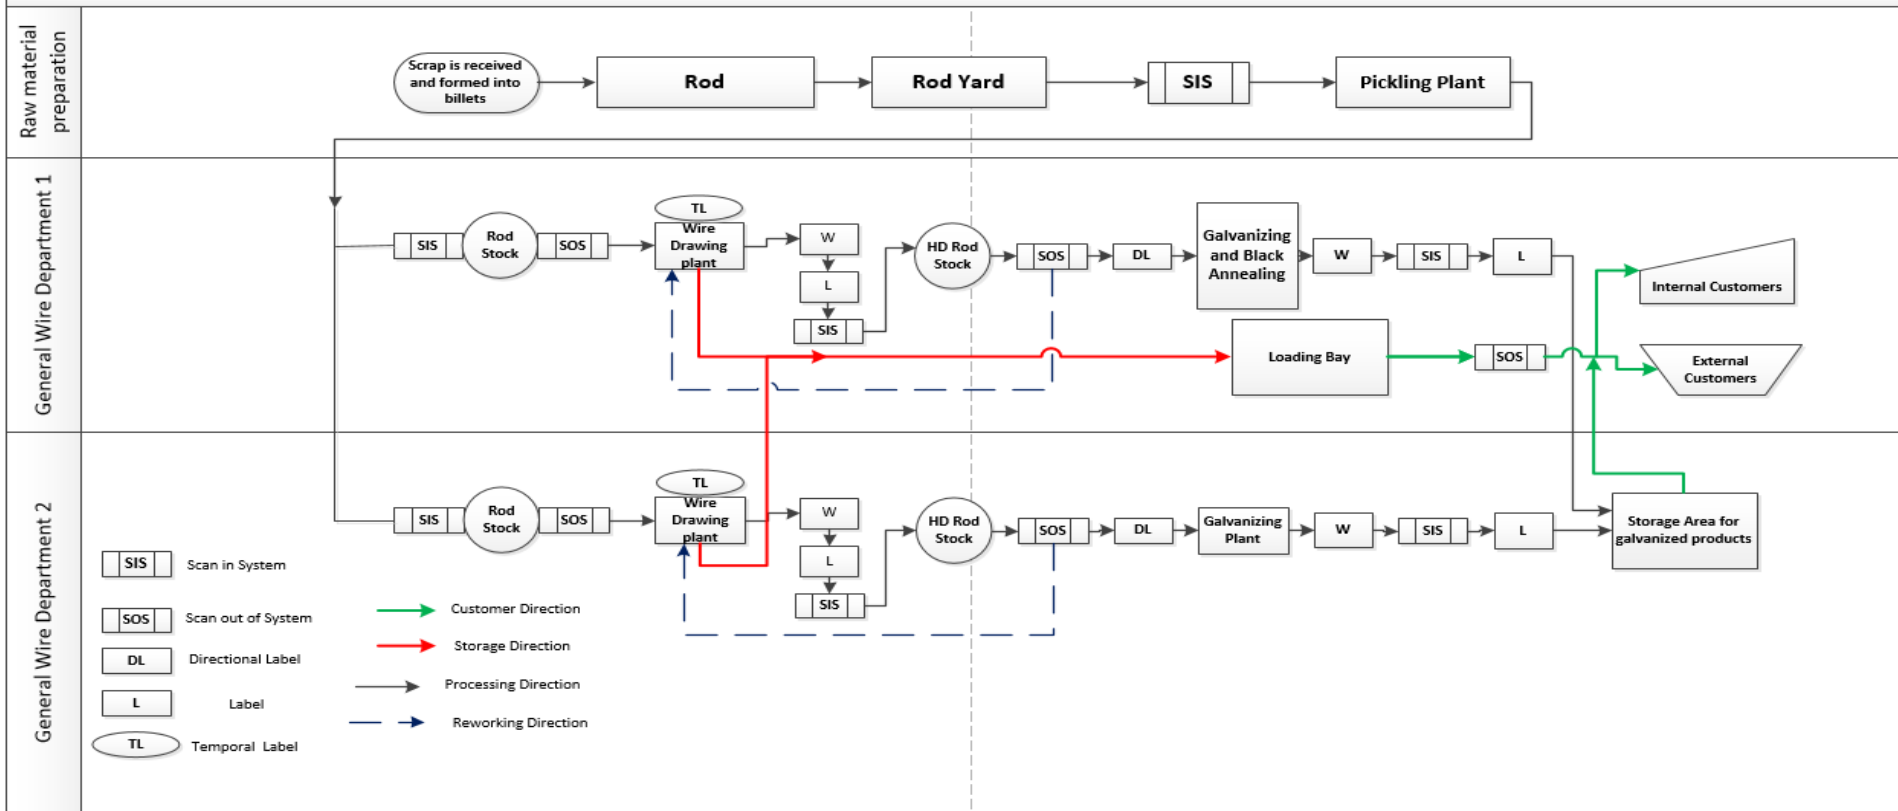 Raw material
preparation
Scrap is received
and formed into
billets
Rod
Rod Yard
SIS
Pickling Plant
General Wire Department 1
SIS
Rod
Stock
SOS
TL
Wire
Drawing
plant
W
L
SIS
HD Rod
Stock
SOS
DL
Galvanizing
and Black
Annealing
W
SIS
L
Internal Customers
Loading Bay
SOS
External
Customers
General Wire Department 2
SIS
Rod
Stock
SOS
TL
Wire
Drawing
plant
W
L
SIS
HD Rod
Stock
SOS
DL
Galvanizing
Plant
W
SIS
L
Storage Area for
galvanized products
SIS Scan in System
SOS Scan out of System
DL Directional Label
L Label
TL Temporal Label
Customer Direction
Storage Direction
Processing Direction
Reworking Direction